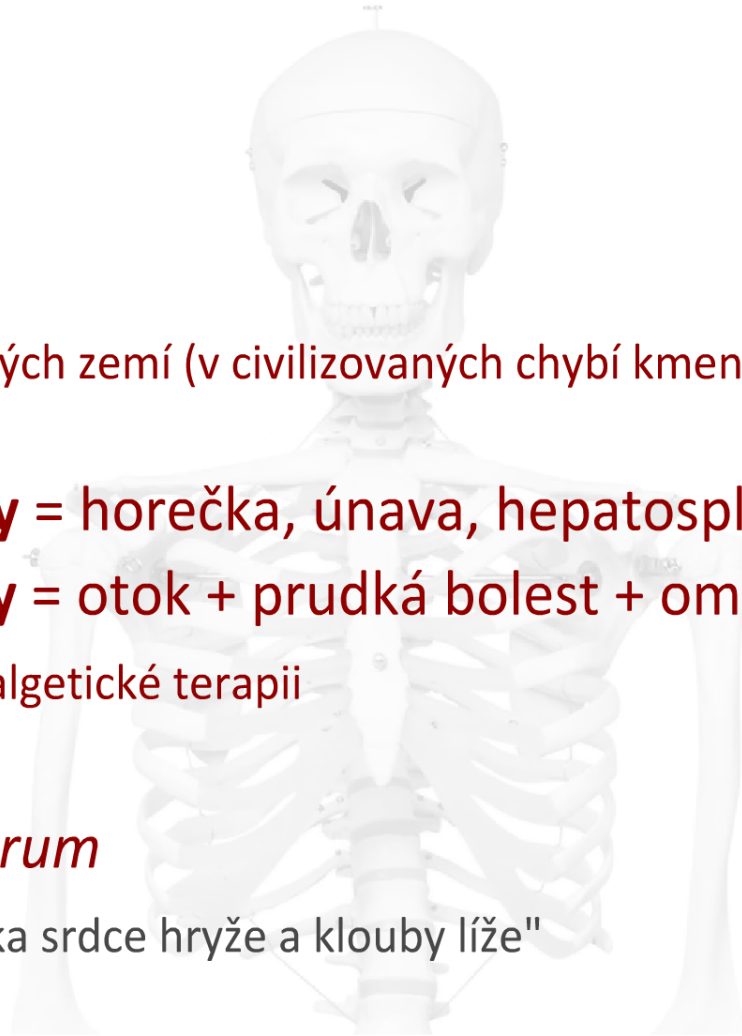 ých zemí (v civilizovaných chybí kmen
y = horečka, únava, hepatospl
y = otok + prudká bolest + om
algetické terapii
rum
ka srdce hryže a klouby líže"